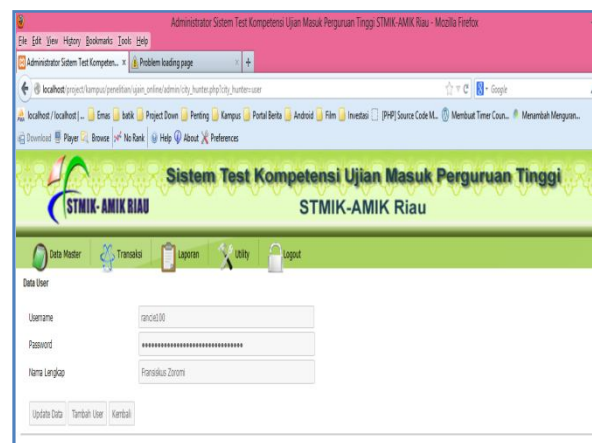 Administrator System Test Kompetensi Ujian Masuk Perguruan Tinggi STMIK-AMIK Riau - Mozilla Firefox
File Edit View History Bookmarks Tools Help
Administrator Sistem Test Kompeten... × Problem loading page × +
localhost/project/kampus/penelitian/ujain_online/admin/city_hunter.php?city_hunter=user Google
localhost / localhost | ... Emas batik Project Down Penting Kampus Portal Berita Android Film Investasi [PHP] Source Code M... Membuat Timer Coun... Menambah Menguran...
Download Player Browse No Rank Help About Preferences
Sistem Test Kompetensi Ujian Masuk Perguruan Tinggi
STMIK-AMIK Riau
STMIK- AMIK RIAU
Data Master Transaksi Laporan Utility Logout
Data User
Username rancie100
Password
Nama Lengkap Fransiskus Zoromi
Update Data Tambah User Kembali